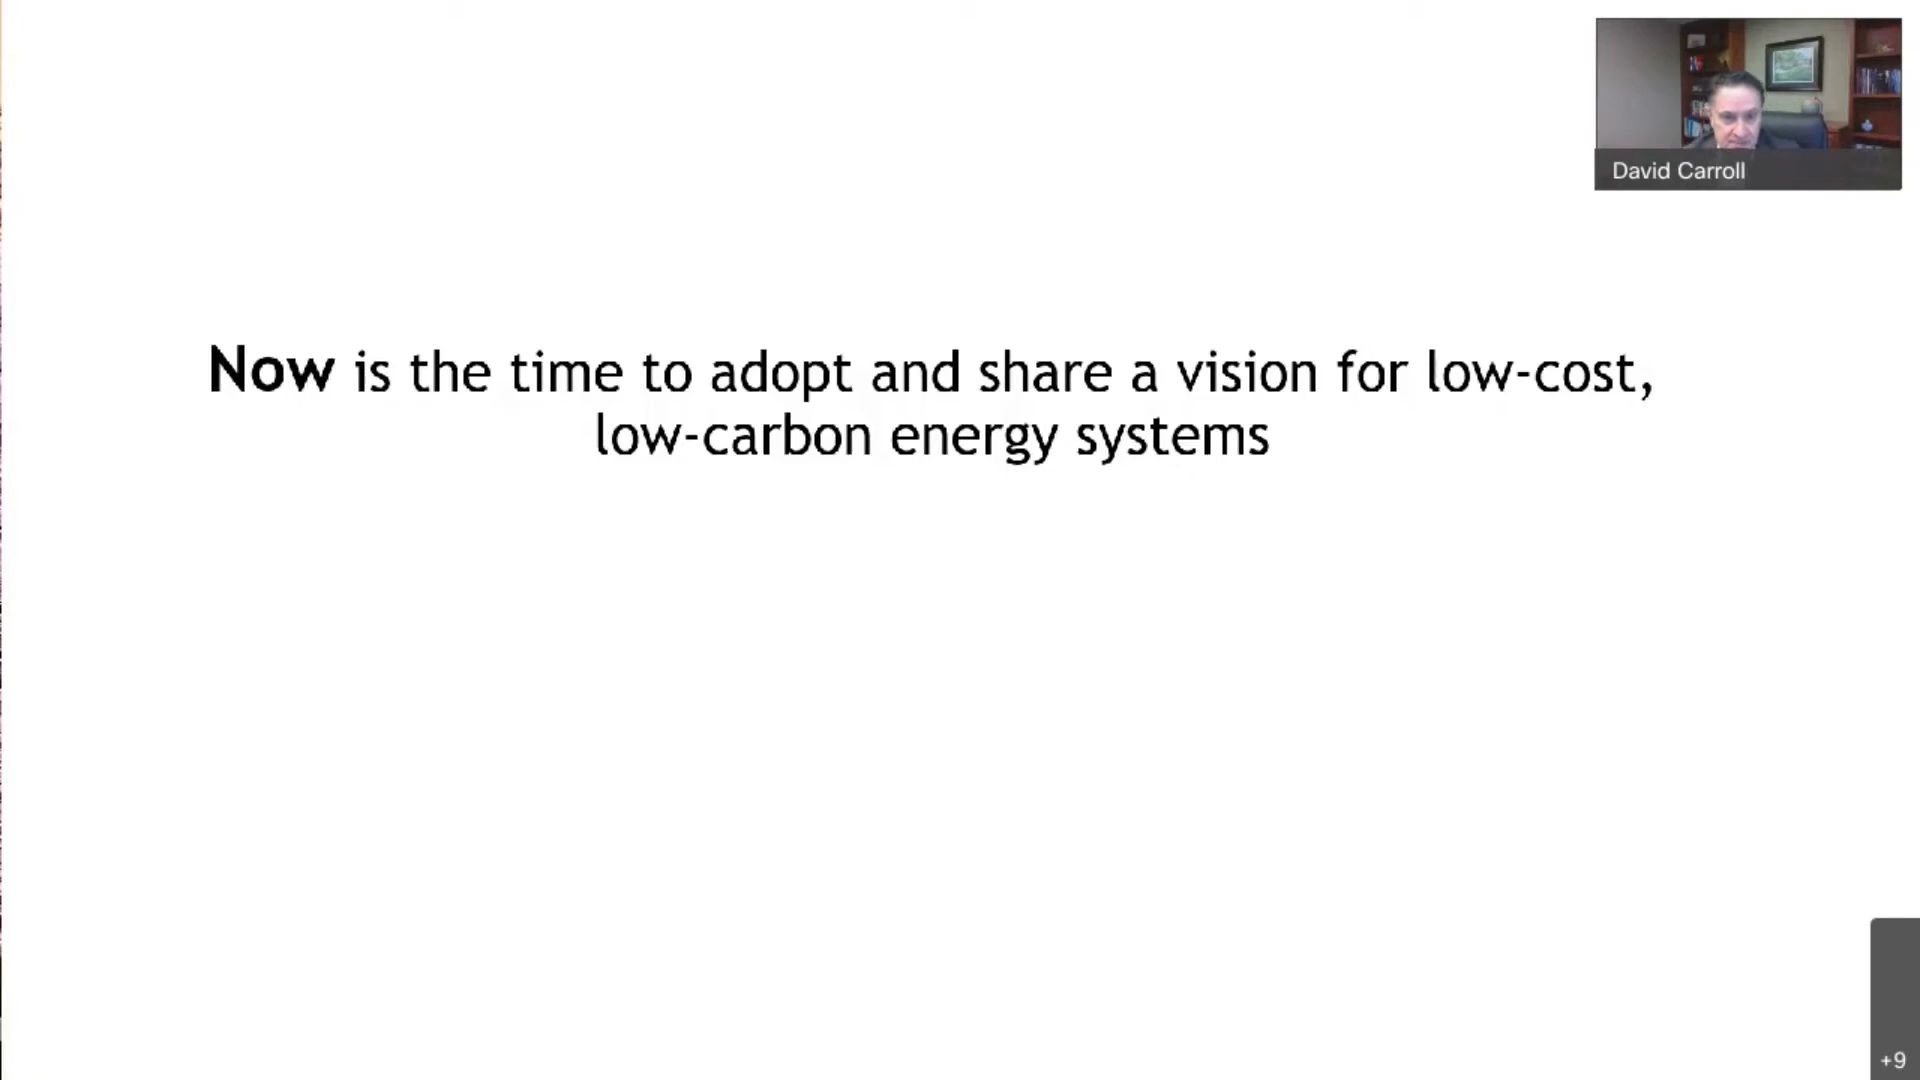 David Carroll
Now is the time to adopt and share a vision for low-cost,
low-carbon energy systems
+9